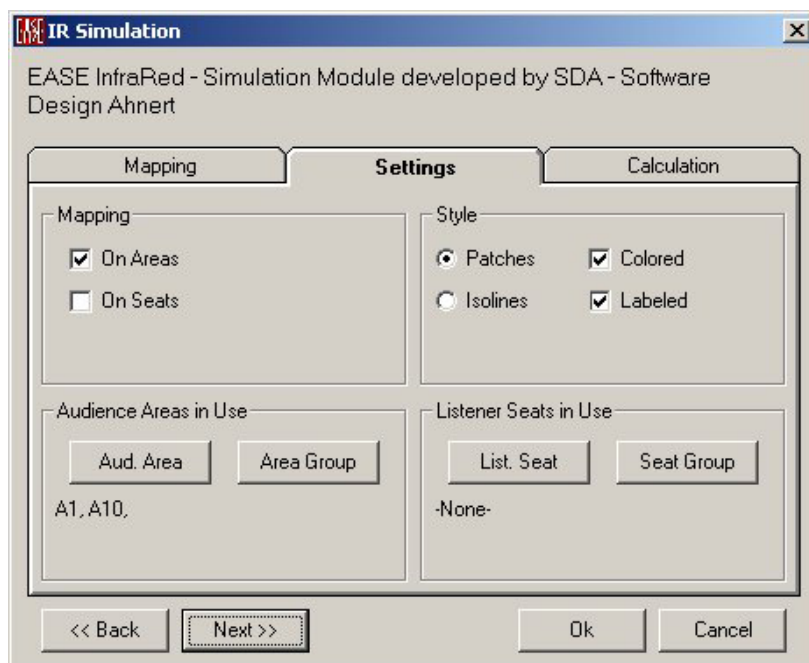 EASE IR Simulation
EASE InfraRed - Simulation Module developed by SDA - Software
Design Ahnert
Mapping Settings Calculation
Mapping
On Areas
On Seats
Style
Patches Colored
Isolines Labeled
Audience Areas in Use
Aud. Area Area Group
A1, A10,
Listener Seats in Use
List. Seat Seat Group
-None-
<< Back Next >> Ok Cancel